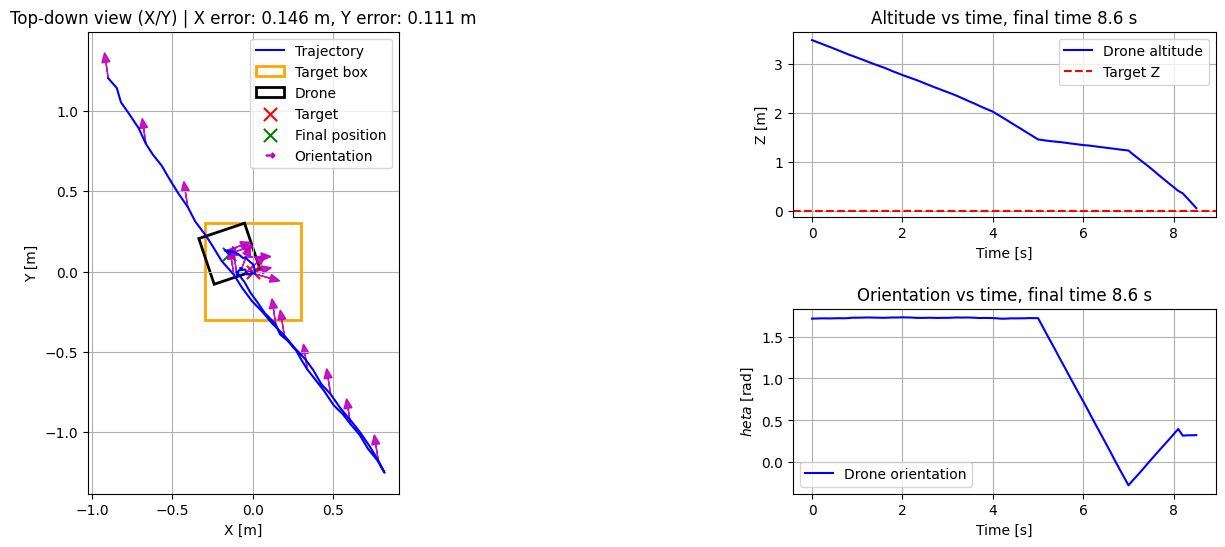 Top-down view (X/Y) | X error: 0.146 m, Y error: 0.111 m
Trajectory
Target box
Drone
Target
Final position
Orientation
1.0
0.5
0.0
−0.5
−1.0
Y [m]
−1.0
−0.5
0.0
0.5
X [m]
Altitude vs time, final time 8.6 s
Drone altitude
Target Z
3
2
1
0
Z [m]
0
2
4
6
8
Time [s]
Orientation vs time, final time 8.6 s
1.5
1.0
0.5
0.0
heta [rad]
Drone orientation
0
2
4
6
8
Time [s]